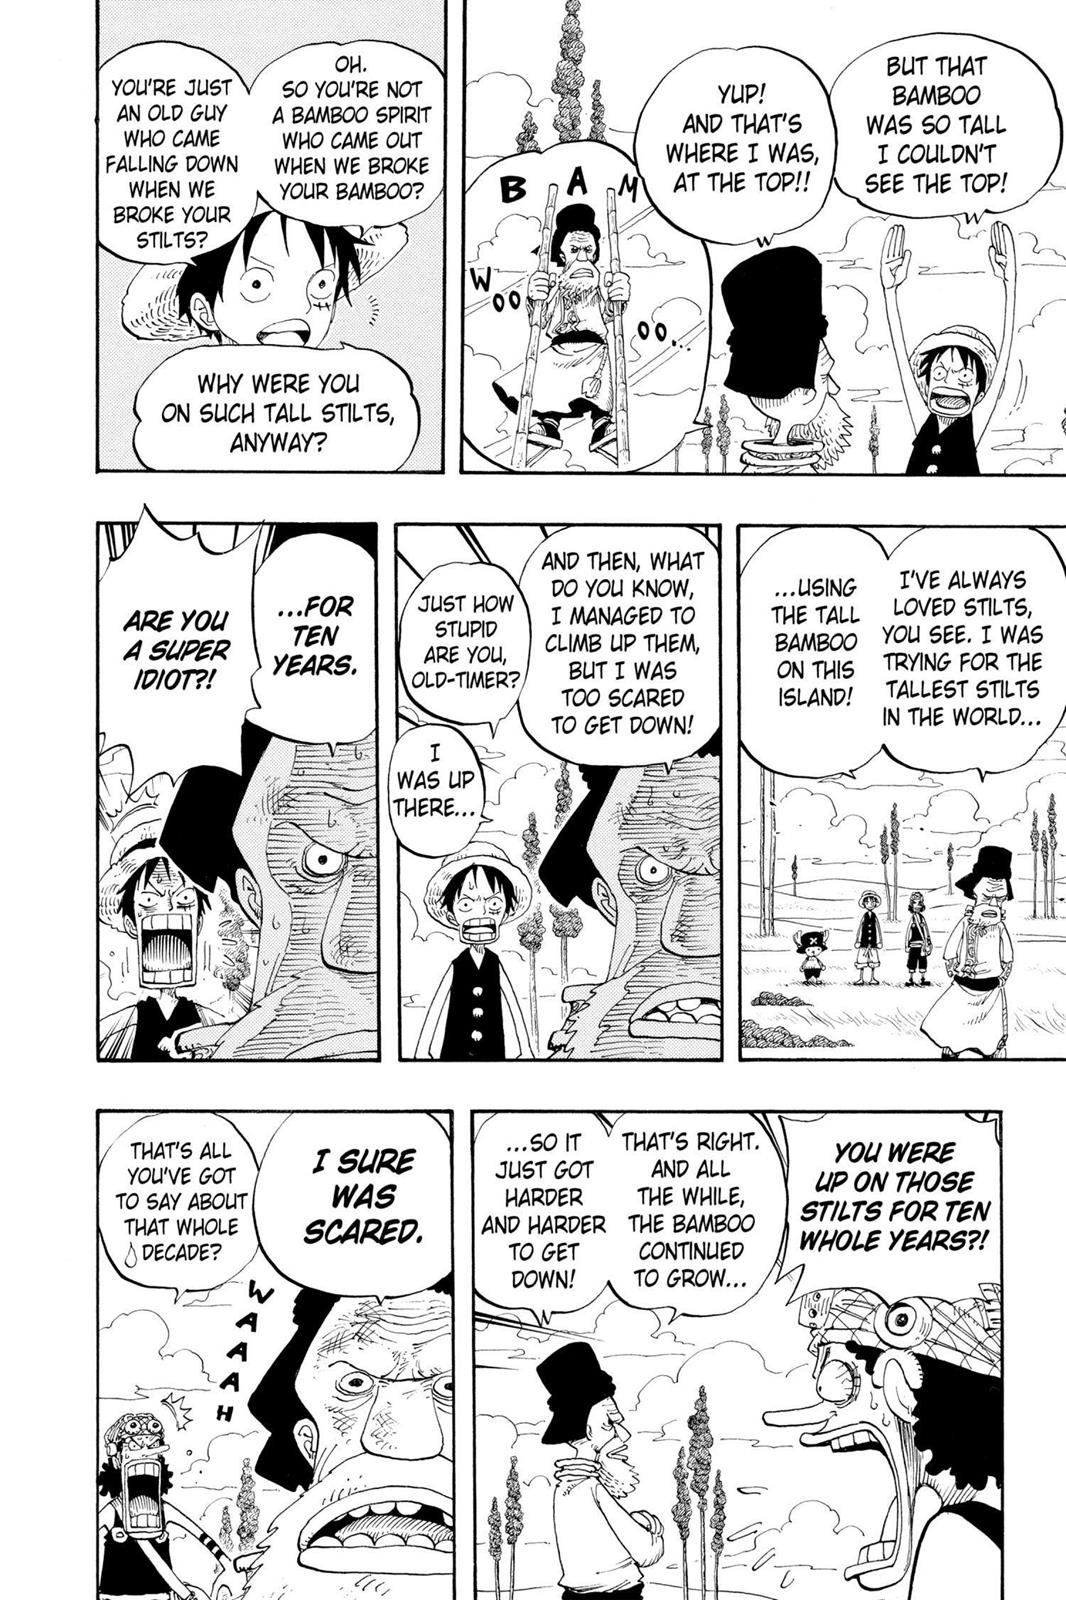 BUT THAT
BAMBOO
WAS SO TALL
I COULDN'T
SEE THE TOP!
YUP!
AND THAT'S
WHERE I WAS,
AT THE TOP!!
BAM
WOO
OO...
OH.
SO YOU'RE NOT
A BAMBOO SPIRIT
WHO CAME OUT
WHEN WE BROKE
YOUR BAMBOO?
YOU'RE JUST
AN OLD GUY
WHO CAME
FALLING DOWN
WHEN WE
BROKE YOUR
STILTS?
WHY WERE YOU
ON SUCH TALL STILTS,
ANYWAY?
I'VE ALWAYS
LOVED STILTS,
YOU SEE. I WAS
TRYING FOR THE
TALLEST STILTS
IN THE WORLD...
...USING
THE TALL
BAMBOO
ON THIS
ISLAND!
AND THEN, WHAT
DO YOU KNOW,
I MANAGED TO
CLIMB UP THEM,
BUT I WAS
TOO SCARED
TO GET DOWN!
JUST HOW
STUPID
ARE YOU,
OLD-TIMER?
I
WAS UP
THERE...
...FOR
TEN
YEARS.
ARE YOU
A SUPER
IDIOT?!
YOU WERE
UP ON THOSE
STILTS FOR TEN
WHOLE YEARS?!
THAT'S RIGHT.
AND ALL
THE WHILE,
THE BAMBOO
CONTINUED
TO GROW...
...SO IT
JUST GOT
HARDER
AND HARDER
TO GET
DOWN!
I SURE
WAS
SCARED.
THAT'S ALL
YOU'VE GOT
TO SAY ABOUT
THAT WHOLE
DECADE?
WAAAH